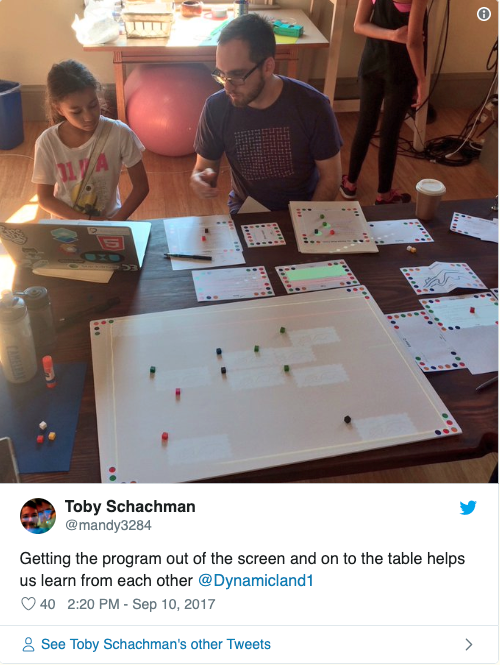 Toby Schachman
@mandy3284
Getting the program out of the screen and on to the table helps
us learn from each other @Dynamicland1
40 2:20 PM - Sep 10, 2017
See Toby Schachman's other Tweets